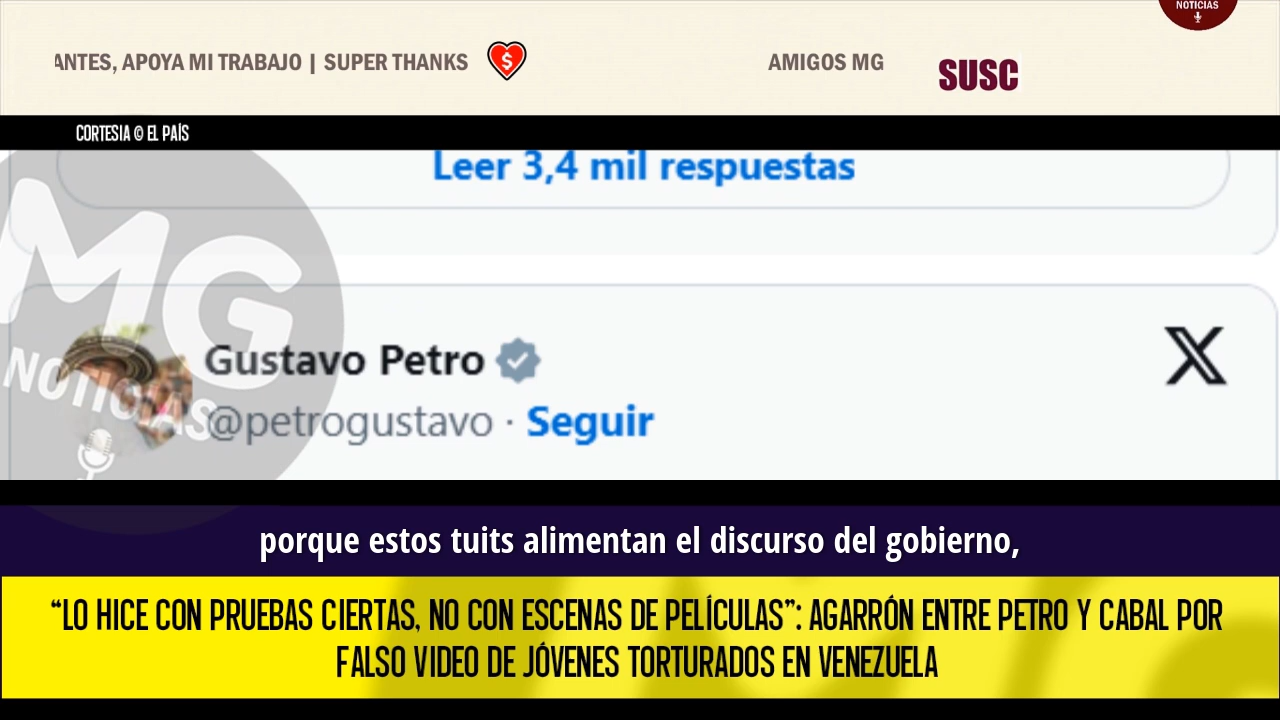 NOTICIAS
ANTES, APOYA MI TRABAJO | SUPER THANKS
$
AMIGOS MG
SUSC
CORTESIA © EL PAÍS
Leer 3,4 mil respuestas
MG
NOTICIAS
Gustavo Petro
@petrogustavo · Seguir
X
porque estos tuits alimentan el discurso del gobierno,
“LO HICE CON PRUEBAS CIERTAS, NO CON ESCENAS DE PELÍCULAS”: AGARRÓN ENTRE PETRO Y CABAL POR
FALSO VIDEO DE JÓVENES TORTURADOS EN VENEZUELA